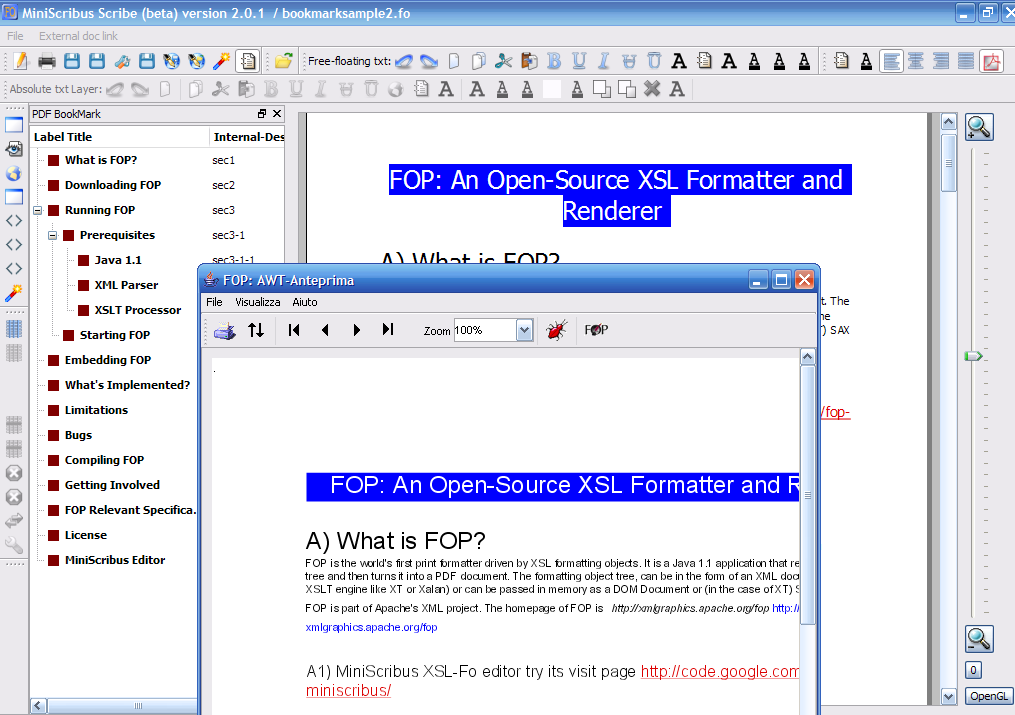 MiniScribus Scribe (beta) version 2.0.1 / bookmarksample2.fo
File External doc link
Free-floating txt:
Absolute txt Layer:
PDF BookMark
Label Title Internal-Des
What is FOP? sec1
Downloading FOP sec2
Running FOP sec3
Prerequisites sec3-1
Java 1.1 sec3-1-1
XML Parser
XSLT Processor
Starting FOP
Embedding FOP
What's Implemented?
Limitations
Bugs
Compiling FOP
Getting Involved
FOP Relevant Specifica.
License
MiniScribus Editor
FOP: An Open-Source XSL Formatter and
Renderer
A) What is FOP?
t. The
he
) SAX
/fop-
0
OpenGL
FOP: AWT-Anteprima
File Visualizza Aiuto
Zoom 100% FOP
FOP: An Open-Source XSL Formatter and R
A) What is FOP?
FOP is the world's first print formatter driven by XSL formatting objects. It is a Java 1.1 application that re
tree and then turns it into a PDF document. The formatting object tree, can be in the form of an XML doc
XSLT engine like XT or Xalan) or can be passed in memory as a DOM Document or (in the case of XT) S
FOP is part of Apache's XML project. The homepage of FOP is http://xmlgraphics.apache.org/fop http://
xmlgraphics.apache.org/fop
A1) MiniScribus XSL-Fo editor try its visit page http://code.google.com
miniscribus/